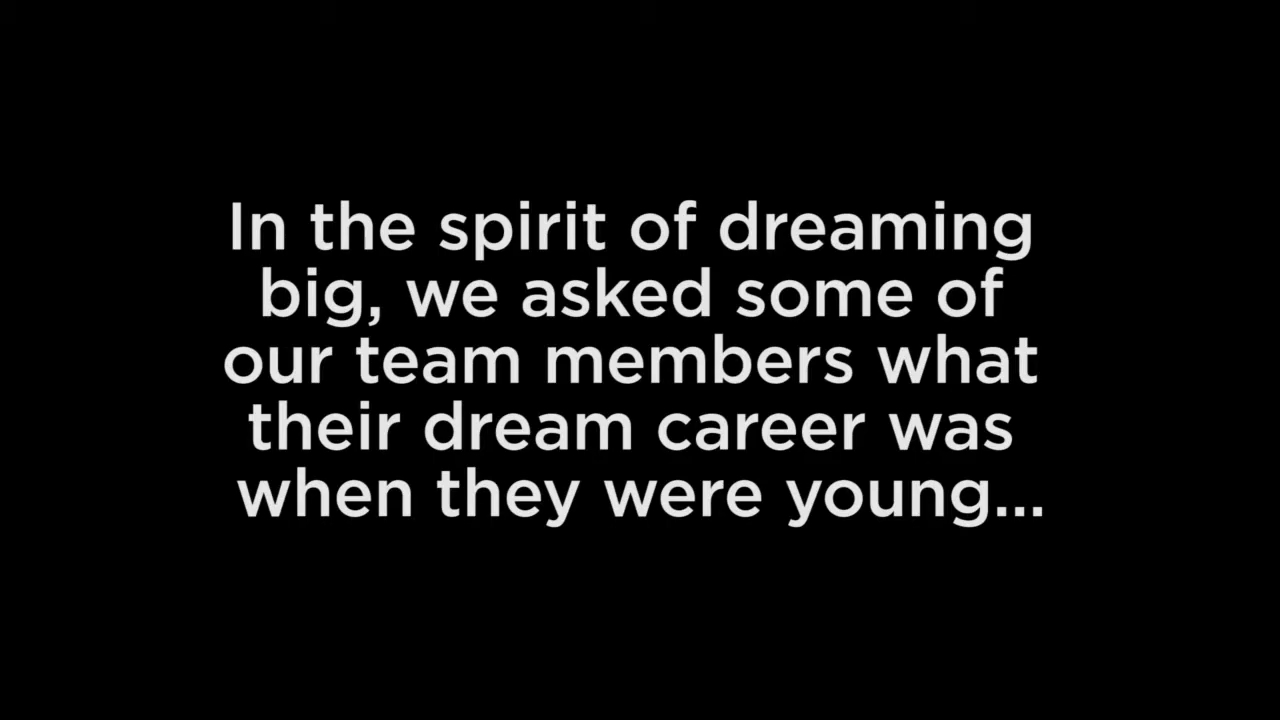 In the spirit of dreaming
big, we asked some of
our team members what
their dream career was
when they were young...